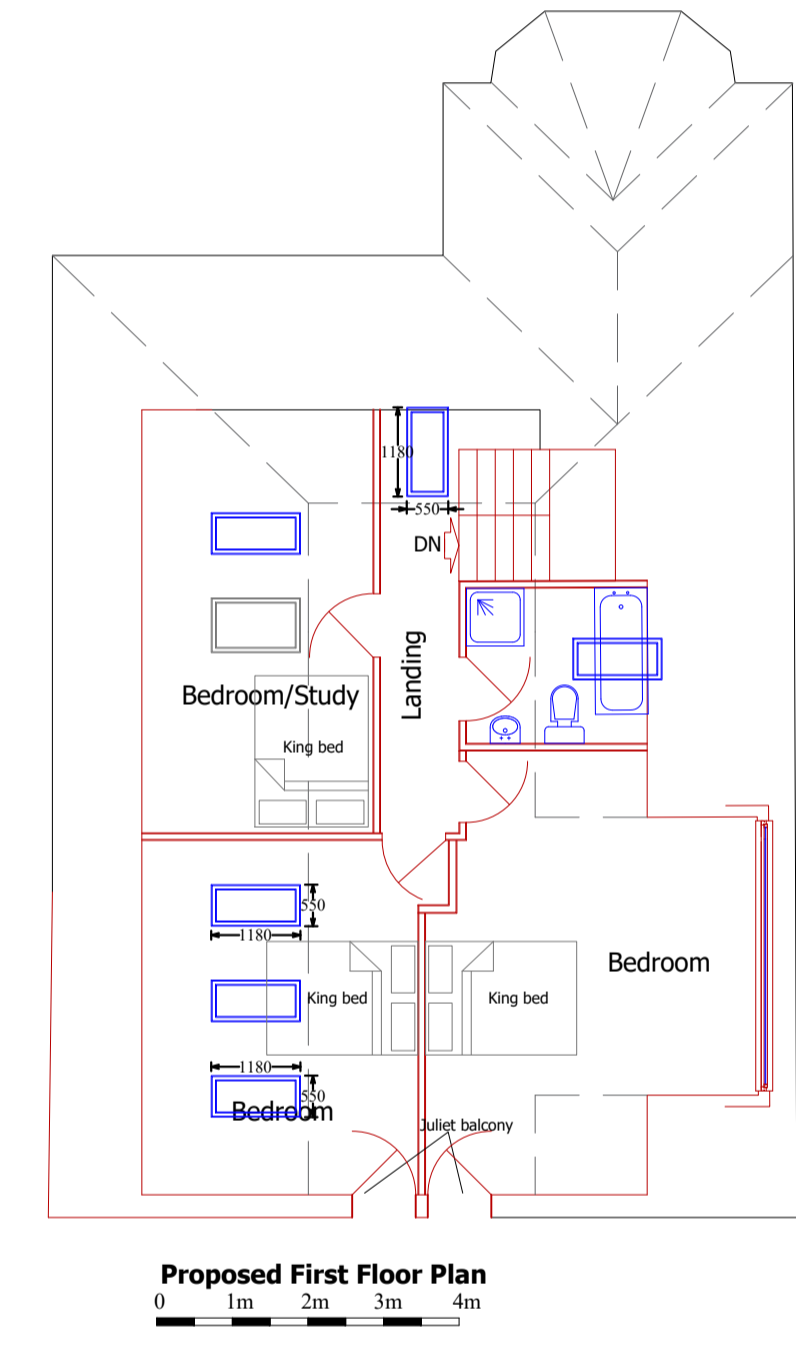 1180
550
DN
Landing
Bedroom/Study
King bed
550
1180
Bedroom
King bed
King bed
1180
550
Bedroom
Juliet balcony
Proposed First Floor Plan
0 1m 2m 3m 4m